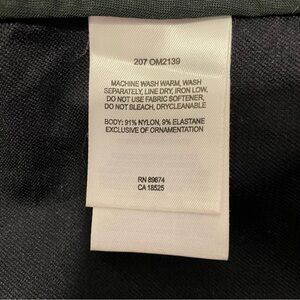 207 OM2139
MACHINE WASH WARM, WASH
SEPARATELY, LINE DRY, IRON LOW,
DO NOT USE FABRIC SOFTENER,
DO NOT BLEACH, DRYCLEANABLE
BODY: 91% NYLON, 9% ELASTANE
EXCLUSIVE OF ORNAMENTATION
RN 89674
CA 18525